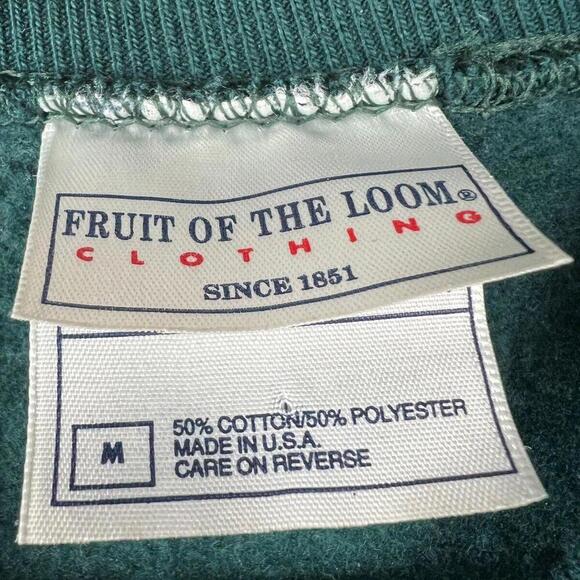 FRUIT OF THE LOOM®
CLOTHING
SINCE 1851
M
50% COTTON/50% POLYESTER
MADE IN U.S.A.
CARE ON REVERSE